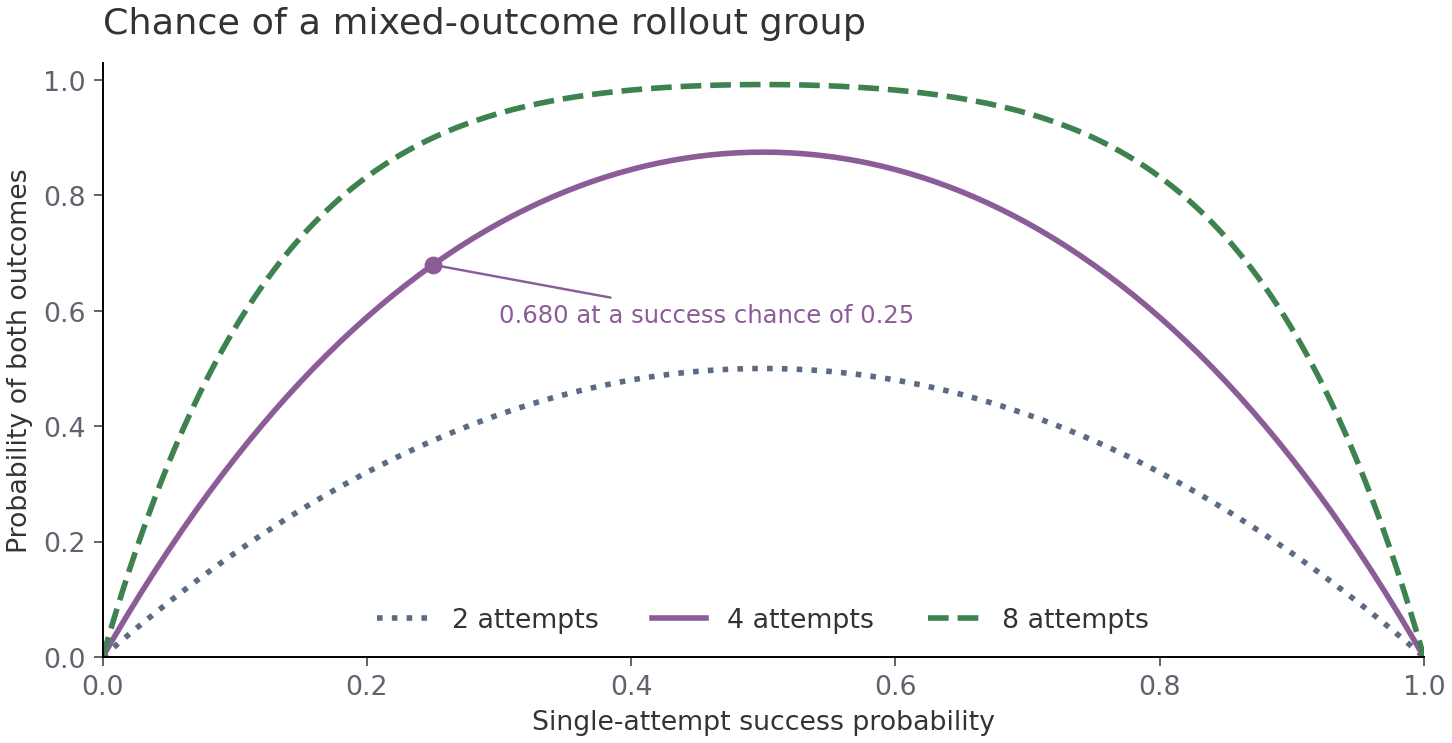 Chance of a mixed-outcome rollout group
Probability of both outcomes
1.0
0.8
0.6
0.4
0.2
0.0
0.680 at a success chance of 0.25
2 attempts
4 attempts
8 attempts
0.0
0.2
0.4
0.6
0.8
1.0
Single-attempt success probability